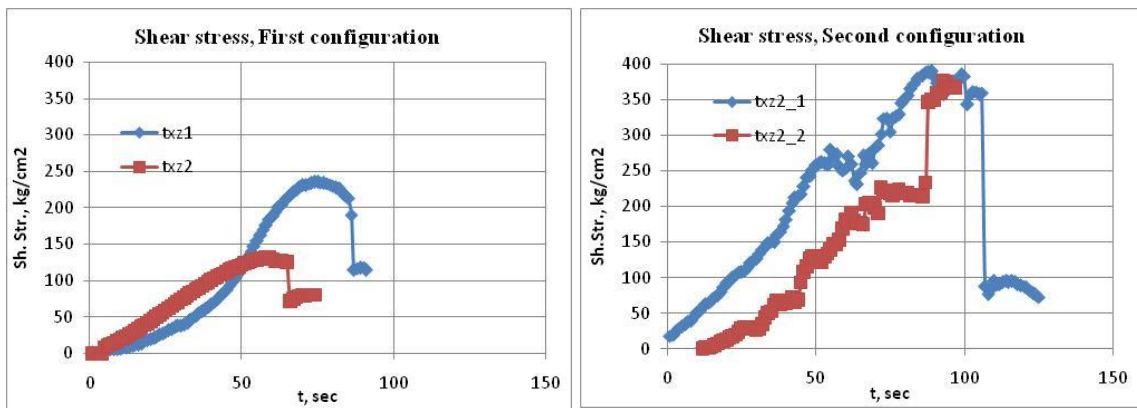 Shear stress, First configuration
Sh. Str., kg/cm2
400
350
300
250
200
150
100
50
0
txz1
txz2
0 50 100 150
t, sec
Shear stress, Second configuration
Sh.Str., kg/cm2
400
350
300
250
200
150
100
50
0
txz2_1
txz2_2
0 50 100 150
t, sec